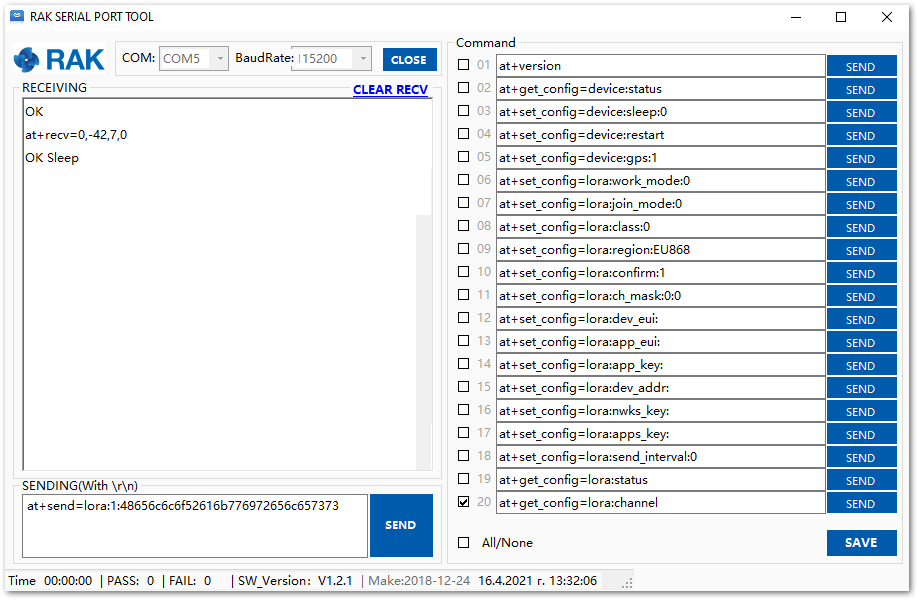 RAK SERIAL PORT TOOL
RAK
COM: COM5 BaudRate: 115200 CLOSE
RECEIVING CLEAR RECV
OK
at+recv=0,-42,7,0
OK Sleep
SENDING(With \r\n)
at+send=lora:1:48656c6c6f52616b776972656c657373
SEND
Command
01 at+version SEND
02 at+get_config=device:status SEND
03 at+set_config=device:sleep:0 SEND
04 at+set_config=device:restart SEND
05 at+set_config=device:gps:1 SEND
06 at+set_config=lora:work_mode:0 SEND
07 at+set_config=lora:join_mode:0 SEND
08 at+set_config=lora:class:0 SEND
09 at+set_config=lora:region:EU868 SEND
10 at+set_config=lora:confirm:1 SEND
11 at+set_config=lora:ch_mask:0:0 SEND
12 at+set_config=lora:dev_eui: SEND
13 at+set_config=lora:app_eui: SEND
14 at+set_config=lora:app_key: SEND
15 at+set_config=lora:dev_addr: SEND
16 at+set_config=lora:nwks_key: SEND
17 at+set_config=lora:apps_key: SEND
18 at+set_config=lora:send_interval:0 SEND
19 at+get_config=lora:status SEND
20 at+get_config=lora:channel SEND
All/None SAVE
Time 00:00:00 | PASS: 0 | FAIL: 0 | SW_Version: V1.2.1 | Make:2018-12-24 16.4.2021 г. 13:32:06